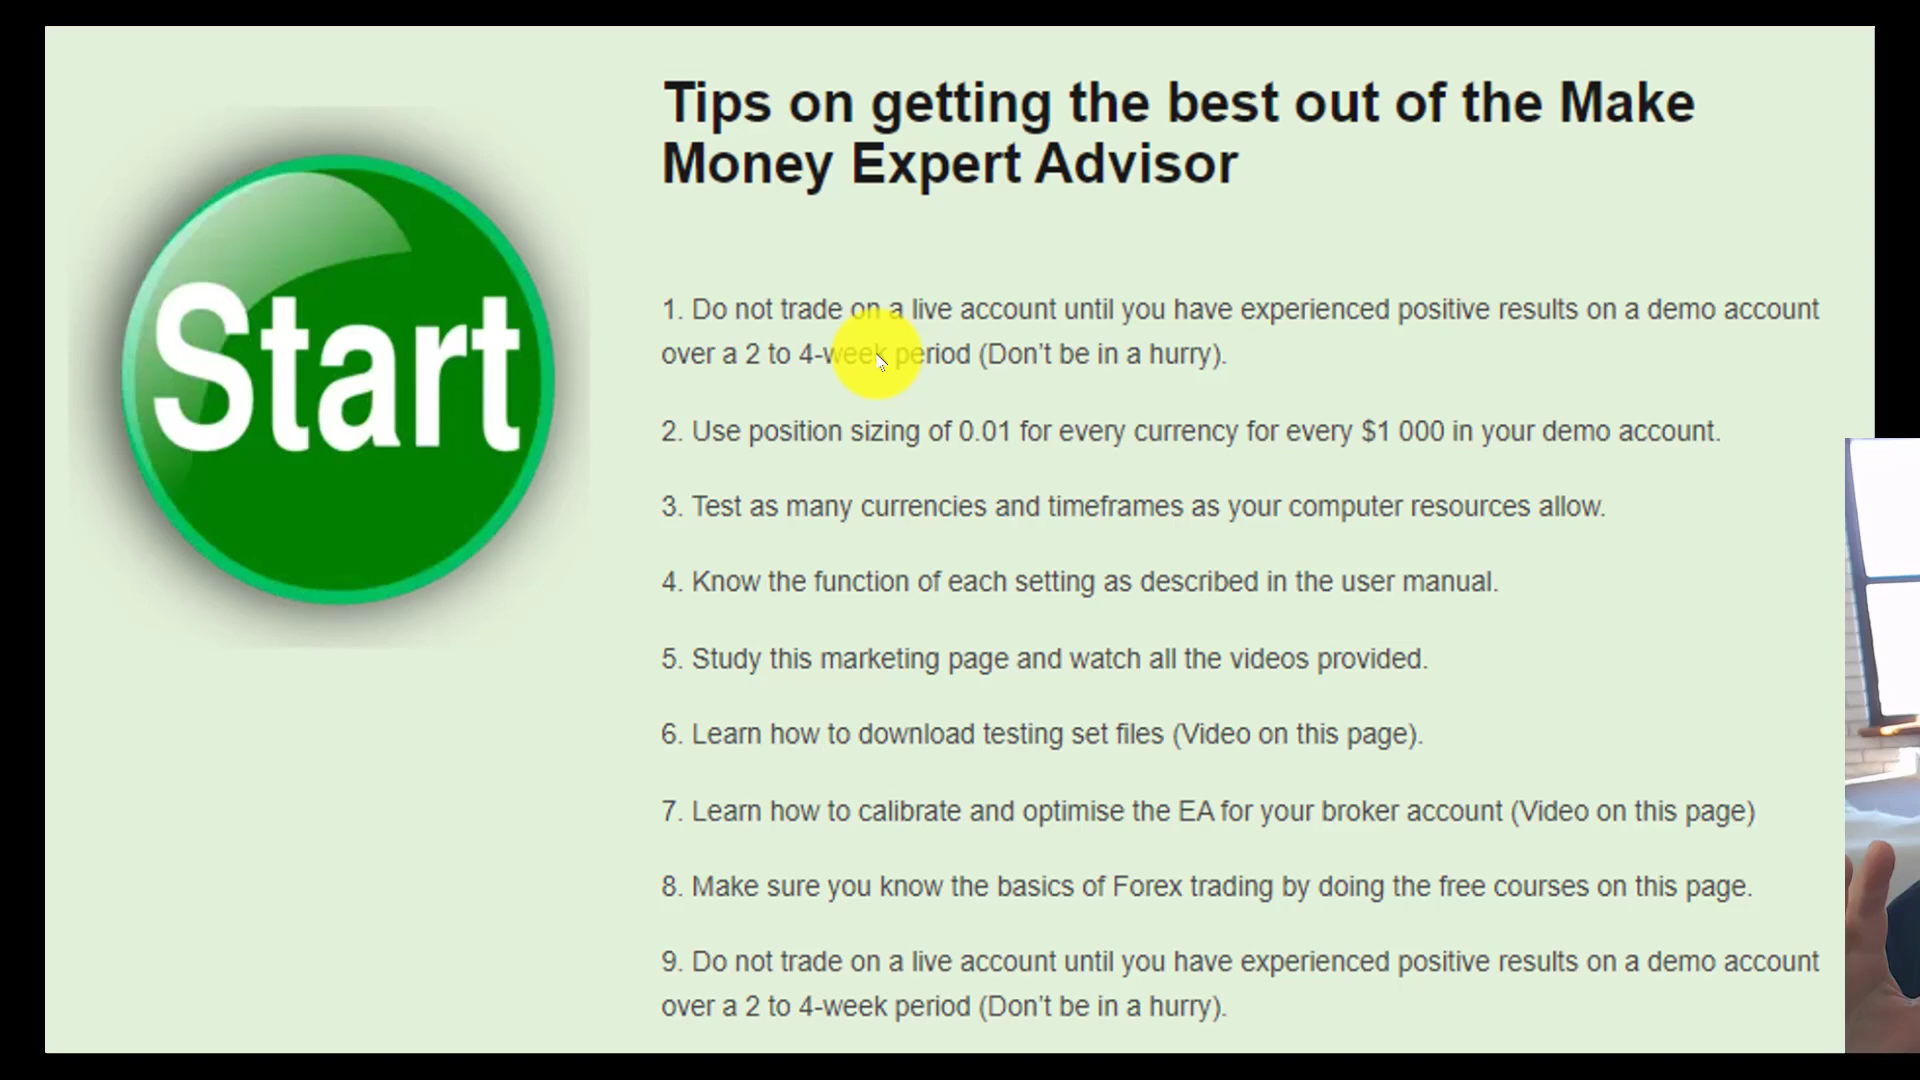 Start
Tips on getting the best out of the Make
Money Expert Advisor
1. Do not trade on a live account until you have experienced positive results on a demo account
over a 2 to 4-week period (Don't be in a hurry).
2. Use position sizing of 0.01 for every currency for every $1 000 in your demo account.
3. Test as many currencies and timeframes as your computer resources allow.
4. Know the function of each setting as described in the user manual.
5. Study this marketing page and watch all the videos provided.
6. Learn how to download testing set files (Video on this page).
7. Learn how to calibrate and optimise the EA for your broker account (Video on this page)
8. Make sure you know the basics of Forex trading by doing the free courses on this page.
9. Do not trade on a live account until you have experienced positive results on a demo account
over a 2 to 4-week period (Don't be in a hurry).